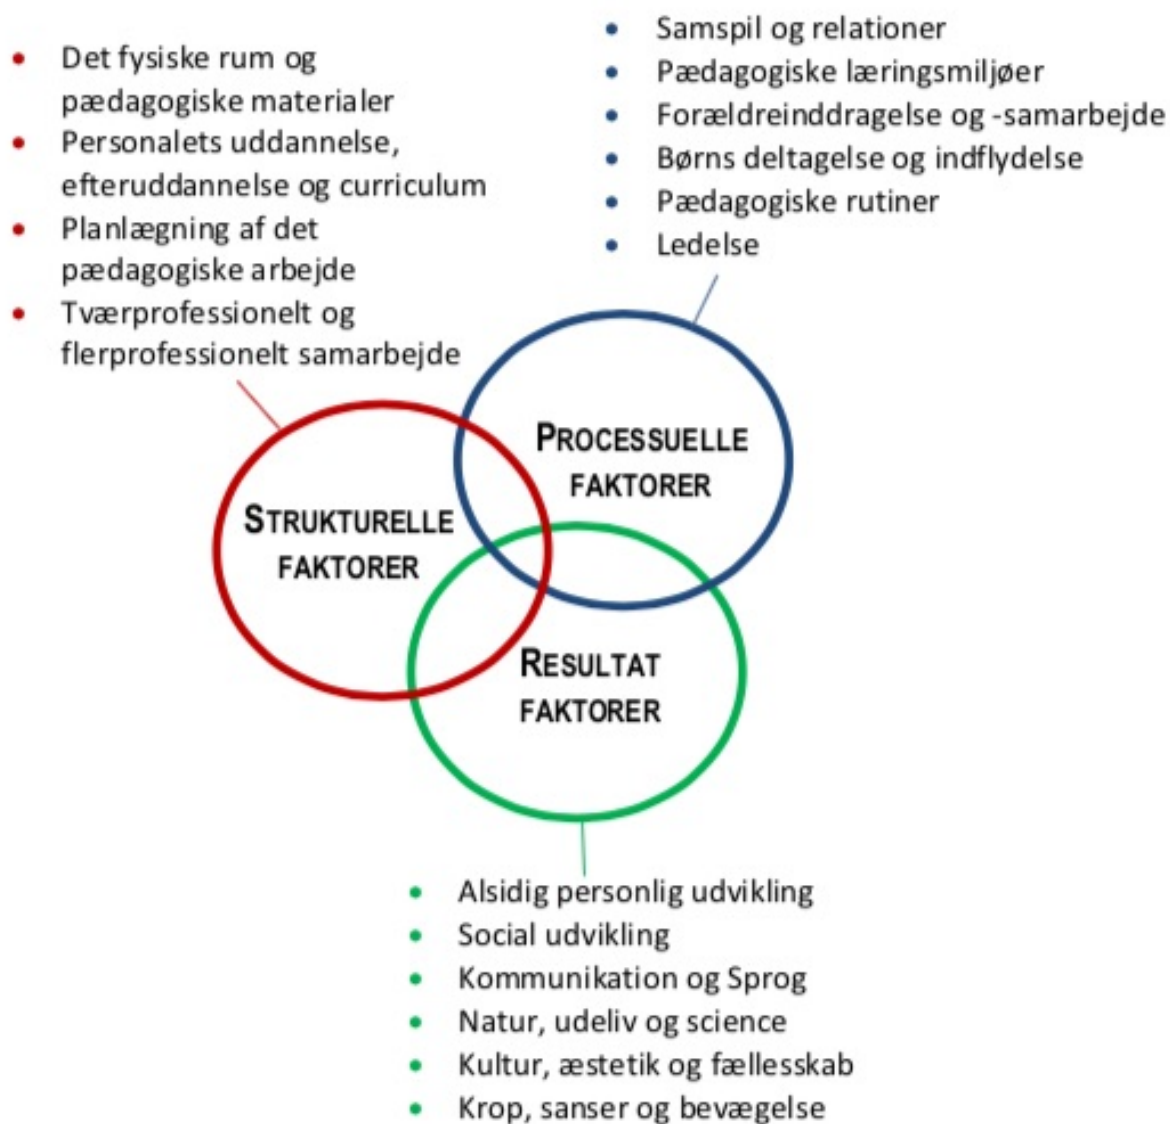 Det fysiske rum og
pædagogiske materialer
Personalets uddannelse,
efteruddannelse og curriculum
Planlægning af det
pædagogiske arbejde
Tværprofessionelt og
flerprofessionelt samarbejde
Samspil og relationer
Pædagogiske læringsmiljøer
Forældreinddragelse og -samarbejde
Børns deltagelse og indflydelse
Pædagogiske rutiner
Ledelse
PROCESSUELLE
FAKTORER
STRUKTURELLE
FAKTORER
RESULTAT
FAKTORER
Alsidig personlig udvikling
Social udvikling
Kommunikation og Sprog
Natur, udeliv og science
Kultur, æstetik og fællesskab
Krop, sanser og bevægelse